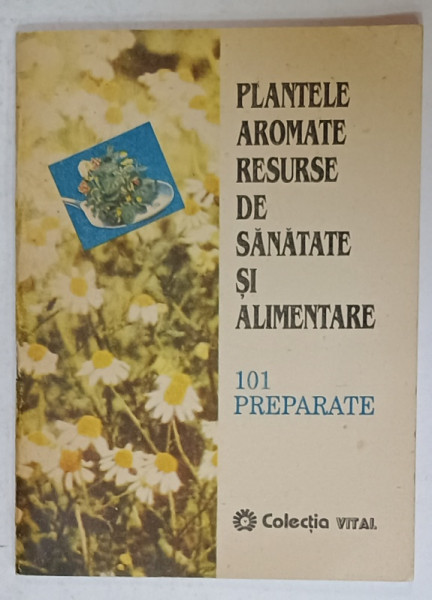 PLANTELE
AROMATE
RESURSE
DE
SĂNĂTATE
ȘI
ALIMENTARE
101
PREPARATE
Colecția VITAL